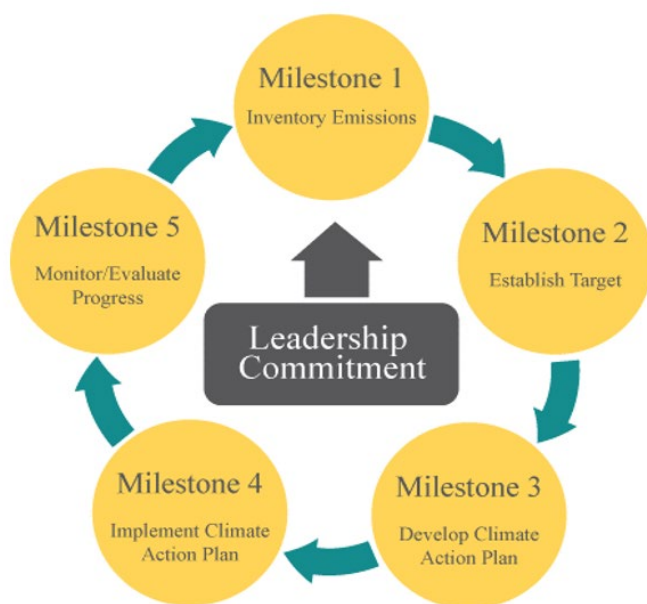 Milestone 1
Inventory Emissions
Milestone 2
Establish Target
Milestone 3
Develop Climate
Action Plan
Milestone 4
Implement Climate
Action Plan
Milestone 5
Monitor/Evaluate
Progress
Leadership
Commitment